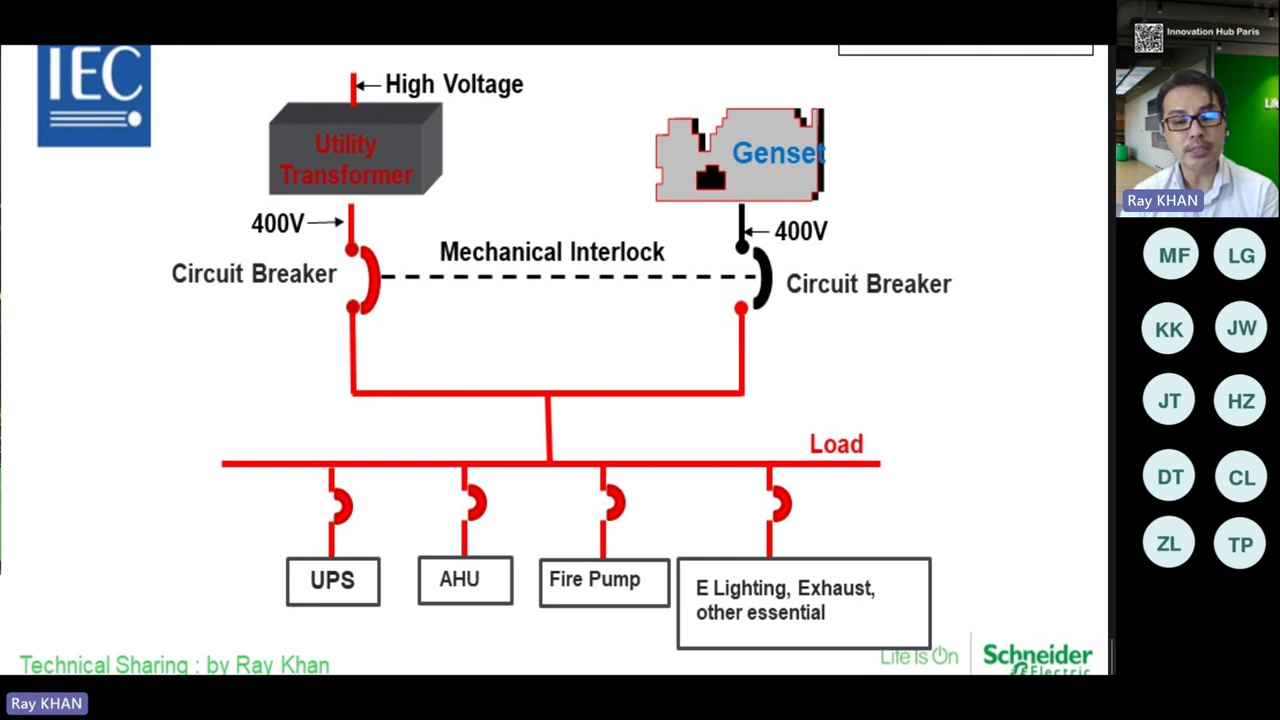 IEC
High Voltage
Utility
Transformer
Genset
400V
400V
Mechanical Interlock
Circuit Breaker
Circuit Breaker
Load
UPS
AHU
Fire Pump
E Lighting, Exhaust,
other essential
Technical Sharing : by Ray Khan
Life Is On
Schneider
Electric
Ray KHAN
Innovation Hub Paris
Ray KHAN
MF
LG
KK
JW
JT
HZ
DT
CL
ZL
TP